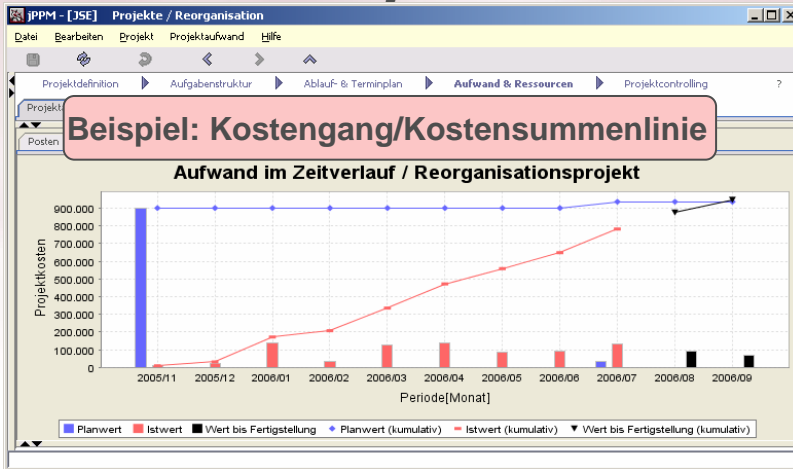 jPPM - [JSE] Projekte / Reorganisation
Datei Bearbeiten Projekt Projektaufwand Hilfe
Projektdefinition Aufgabenstruktur Ablauf- & Terminplan Aufwand & Ressourcen Projektcontrolling ?
Beispiel: Kostengang/Kostensummenlinie
Posten
Aufwand im Zeitverlauf / Reorganisationsprojekt
Projektkosten
900.000
800.000
700.000
600.000
500.000
400.000
300.000
200.000
100.000
0
2005/11 2005/12 2006/01 2006/02 2006/03 2006/04 2006/05 2006/06 2006/07 2006/08 2006/09
Periode[Monat]
Planwert Istwert Wert bis Fertigstellung Planwert (kumulativ) Istwert (kumulativ) Wert bis Fertigstellung (kumulativ)